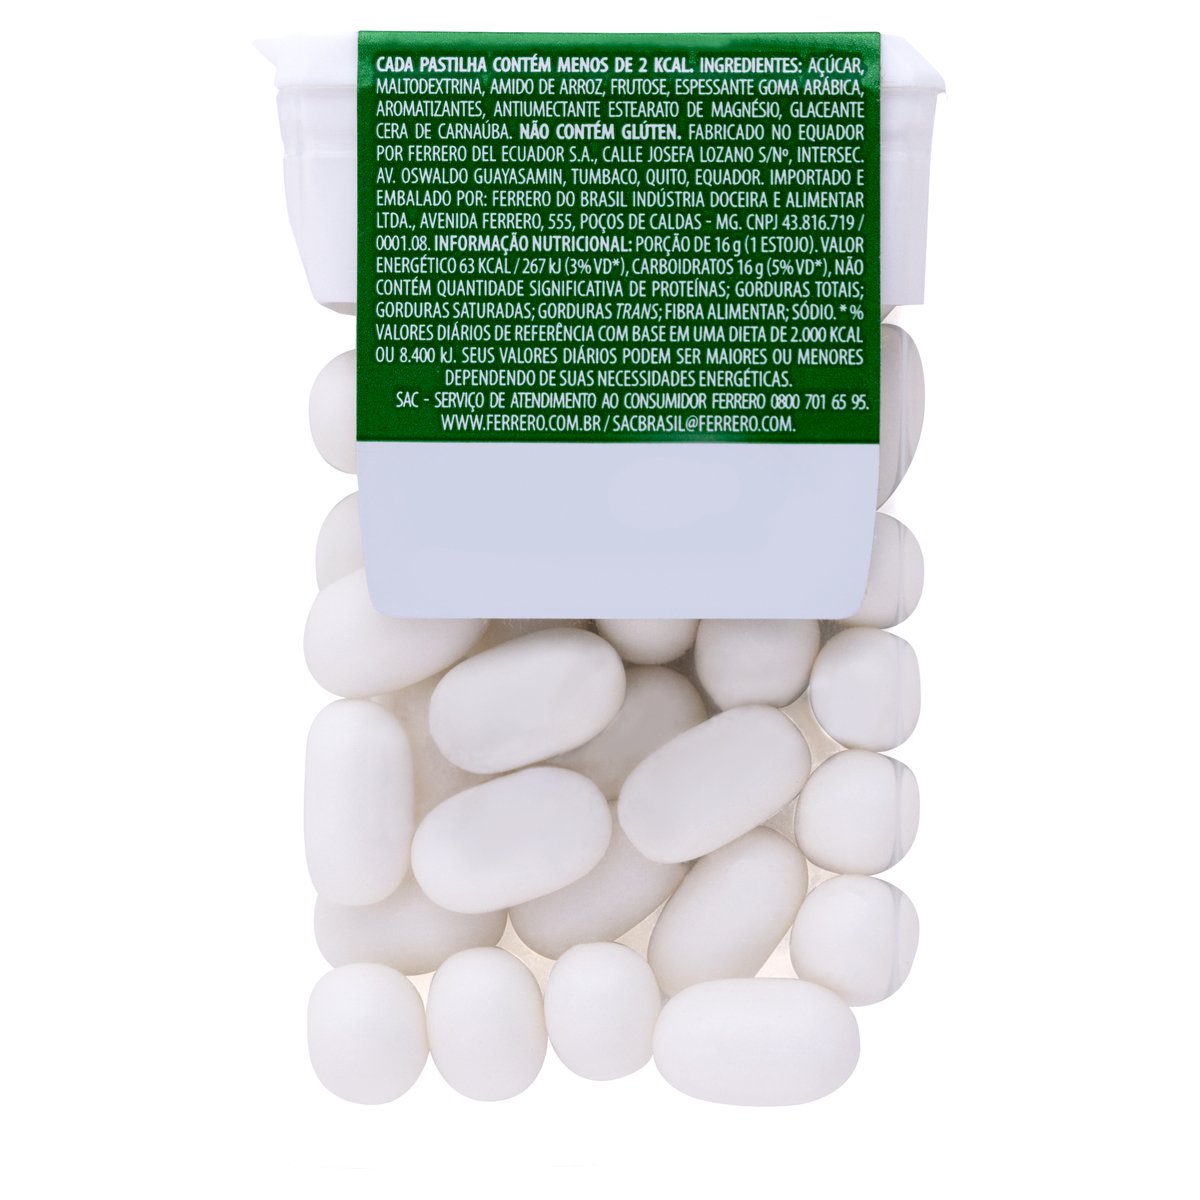 CADA PASTILHA CONTÉM MENOS DE 2 KCAL. INGREDIENTES: AÇÚCAR,
MALTODEXTRINA, AMIDO DE ARROZ, FRUTOSE, ESPESSANTE GOMA ARÁBICA,
AROMATIZANTES, ANTIUMECTANTE ESTEARATO DE MAGNÉSIO, GLACEANTE
CERA DE CARNAÚBA. NÃO CONTÉM GLÚTEN. FABRICADO NO EQUADOR
POR FERRERO DEL ECUADOR S.A., CALLE JOSEFA LOZANO S/Nº, INTERSEC.
AV. OSWALDO GUAYASAMIN, TUMBACO, QUITO, EQUADOR. IMPORTADO E
EMBALADO POR: FERRERO DO BRASIL INDÚSTRIA DOCEIRA E ALIMENTAR
LTDA., AVENIDA FERRERO, 555, POÇOS DE CALDAS - MG. CNPJ 43.816.719 /
0001.08. INFORMAÇÃO NUTRICIONAL: PORÇÃO DE 16 g (1 ESTOJO). VALOR
ENERGÉTICO 63 KCAL / 267 kJ (3% VD*), CARBOIDRATOS 16 g (5% VD*), NÃO
CONTÉM QUANTIDADE SIGNIFICATIVA DE PROTEÍNAS; GORDURAS TOTAIS;
GORDURAS SATURADAS; GORDURAS TRANS; FIBRA ALIMENTAR; SÓDIO. * %
VALORES DIÁRIOS DE REFERÊNCIA COM BASE EM UMA DIETA DE 2.000 KCAL
OU 8.400 kJ. SEUS VALORES DIÁRIOS PODEM SER MAIORES OU MENORES
DEPENDENDO DE SUAS NECESSIDADES ENERGÉTICAS.
SAC - SERVIÇO DE ATENDIMENTO AO CONSUMIDOR FERRERO 0800 701 65 95.
WWW.FERRERO.COM.BR / SACBRASIL@FERRERO.COM.